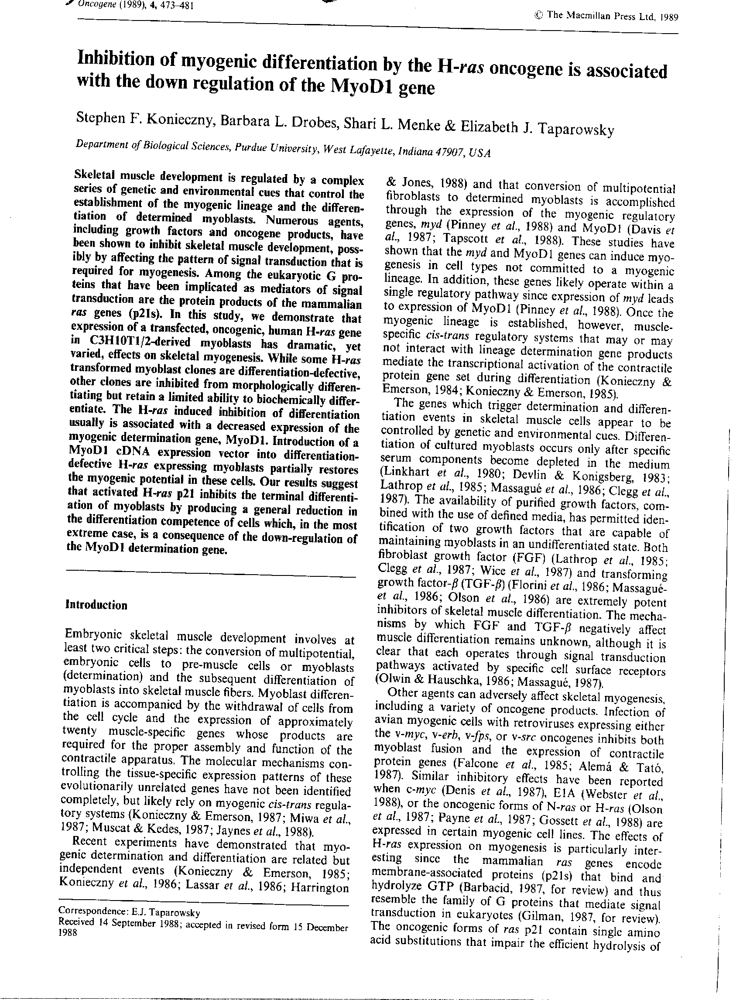 Oncogene (1989), 4, 473–481
© The Macmillan Press Ltd, 1989
Inhibition of myogenic differentiation by the H-ras oncogene is associated
with the down regulation of the MyoD1 gene
Stephen F. Konieczny, Barbara L. Drobes, Shari L. Menke & Elizabeth J. Taparowsky
Department of Biological Sciences, Purdue University, West Lafayette, Indiana 47907, USA
Skeletal muscle development is regulated by a complex
series of genetic and environmental cues that control the
establishment of the myogenic lineage and the differen-
tiation of determined myoblasts. Numerous agents,
including growth factors and oncogene products, have
been shown to inhibit skeletal muscle development, poss-
ibly by affecting the pattern of signal transduction that is
required for myogenesis. Among the eukaryotic G pro-
teins that have been implicated as mediators of signal
transduction are the protein products of the mammalian
ras genes (p21s). In this study, we demonstrate that
expression of a transfected, oncogenic, human H-ras gene
in C3H10T1/2-derived myoblasts has dramatic, yet
varied, effects on skeletal myogenesis. While some H-ras
transformed myoblast clones are differentiation-defective,
other clones are inhibited from morphologically differen-
tiating but retain a limited ability to biochemically differ-
entiate. The H-ras induced inhibition of differentiation
usually is associated with a decreased expression of the
myogenic determination gene, MyoD1. Introduction of a
MyoD1 cDNA expression vector into differentiation-
defective H-ras expressing myoblasts partially restores
the myogenic potential in these cells. Our results suggest
that activated H-ras p21 inhibits the terminal differenti-
ation of myoblasts by producing a general reduction in
the differentiation competence of cells which, in the most
extreme case, is a consequence of the down-regulation of
the MyoD1 determination gene.
Introduction
Embryonic skeletal muscle development involves at
least two critical steps: the conversion of multipotential,
embryonic cells to pre-muscle cells or myoblasts
(determination) and the subsequent differentiation of
myoblasts into skeletal muscle fibers. Myoblast differen-
tiation is accompanied by the withdrawal of cells from
the cell cycle and the expression of approximately
twenty muscle-specific genes whose products are
required for the proper assembly and function of the
contractile apparatus. The molecular mechanisms con-
trolling the tissue-specific expression patterns of these
evolutionarily unrelated genes have not been identified
completely, but likely rely on myogenic cis-trans regula-
tory systems (Konieczny & Emerson, 1987; Miwa et al.,
1987; Muscat & Kedes, 1987; Jaynes et al., 1988).
Recent experiments have demonstrated that myo-
genic determination and differentiation are related but
independent events (Konieczny & Emerson, 1985;
Konieczny et al., 1986; Lassar et al., 1986; Harrington
Correspondence: E.J. Taparowsky
Received 14 September 1988; accepted in revised form 15 December
1988
& Jones, 1988) and that conversion of multipotential
fibroblasts to determined myoblasts is accomplished
through the expression of the myogenic regulatory
genes, myd (Pinney et al., 1988) and MyoD1 (Davis et
al., 1987; Tapscott et al., 1988). These studies have
shown that the myd and MyoD1 genes can induce myo-
genesis in cell types not committed to a myogenic
lineage. In addition, these genes likely operate within a
single regulatory pathway since expression of myd leads
to expression of MyoD1 (Pinney et al., 1988). Once the
myogenic lineage is established, however, muscle-
specific cis-trans regulatory systems that may or may
not interact with lineage determination gene products
mediate the transcriptional activation of the contractile
protein gene set during differentiation (Konieczny &
Emerson, 1984; Konieczny & Emerson, 1985).
The genes which trigger determination and differen-
tiation events in skeletal muscle cells appear to be
controlled by genetic and environmental cues. Differen-
tiation of cultured myoblasts occurs only after specific
serum components become depleted in the medium
(Linkhart et al., 1980; Devlin & Konigsberg, 1983;
Lathrop et al., 1985; Massagué et al., 1986; Clegg et al.,
1987). The availability of purified growth factors, com-
bined with the use of defined media, has permitted iden-
tification of two growth factors that are capable of
maintaining myoblasts in an undifferentiated state. Both
fibroblast growth factor (FGF) (Lathrop et al., 1985;
Clegg et al., 1987; Wice et al., 1987) and transforming
growth factor-β (TGF-β) (Florini et al., 1986; Massagué-
et al., 1986; Olson et al., 1986) are extremely potent
inhibitors of skeletal muscle differentiation. The mecha-
nisms by which FGF and TGF-β negatively affect
muscle differentiation remains unknown, although it is
clear that each operates through signal transduction
pathways activated by specific cell surface receptors
(Olwin & Hauschka, 1986; Massagué, 1987).
Other agents can adversely affect skeletal myogenesis,
including a variety of oncogene products. Infection of
avian myogenic cells with retroviruses expressing either
the v-myc, v-erb, v-fps, or v-src oncogenes inhibits both
myoblast fusion and the expression of contractile
protein genes (Falcone et al., 1985; Alemá & Tató,
1987). Similar inhibitory effects have been reported
when c-myc (Denis et al., 1987), E1A (Webster et al.,
1988), or the oncogenic forms of N-ras or H-ras (Olson
et al., 1987; Payne et al., 1987; Gossett et al., 1988) are
expressed in certain myogenic cell lines. The effects of
H-ras expression on myogenesis is particularly inter-
esting since the mammalian ras genes encode
membrane-associated proteins (p21s) that bind and
hydrolyze GTP (Barbacid, 1987, for review) and thus
resemble the family of G proteins that mediate signal
transduction in eukaryotes (Gilman, 1987, for review).
The oncogenic forms of ras p21 contain single amino
acid substitutions that impair the efficient hydrolysis of